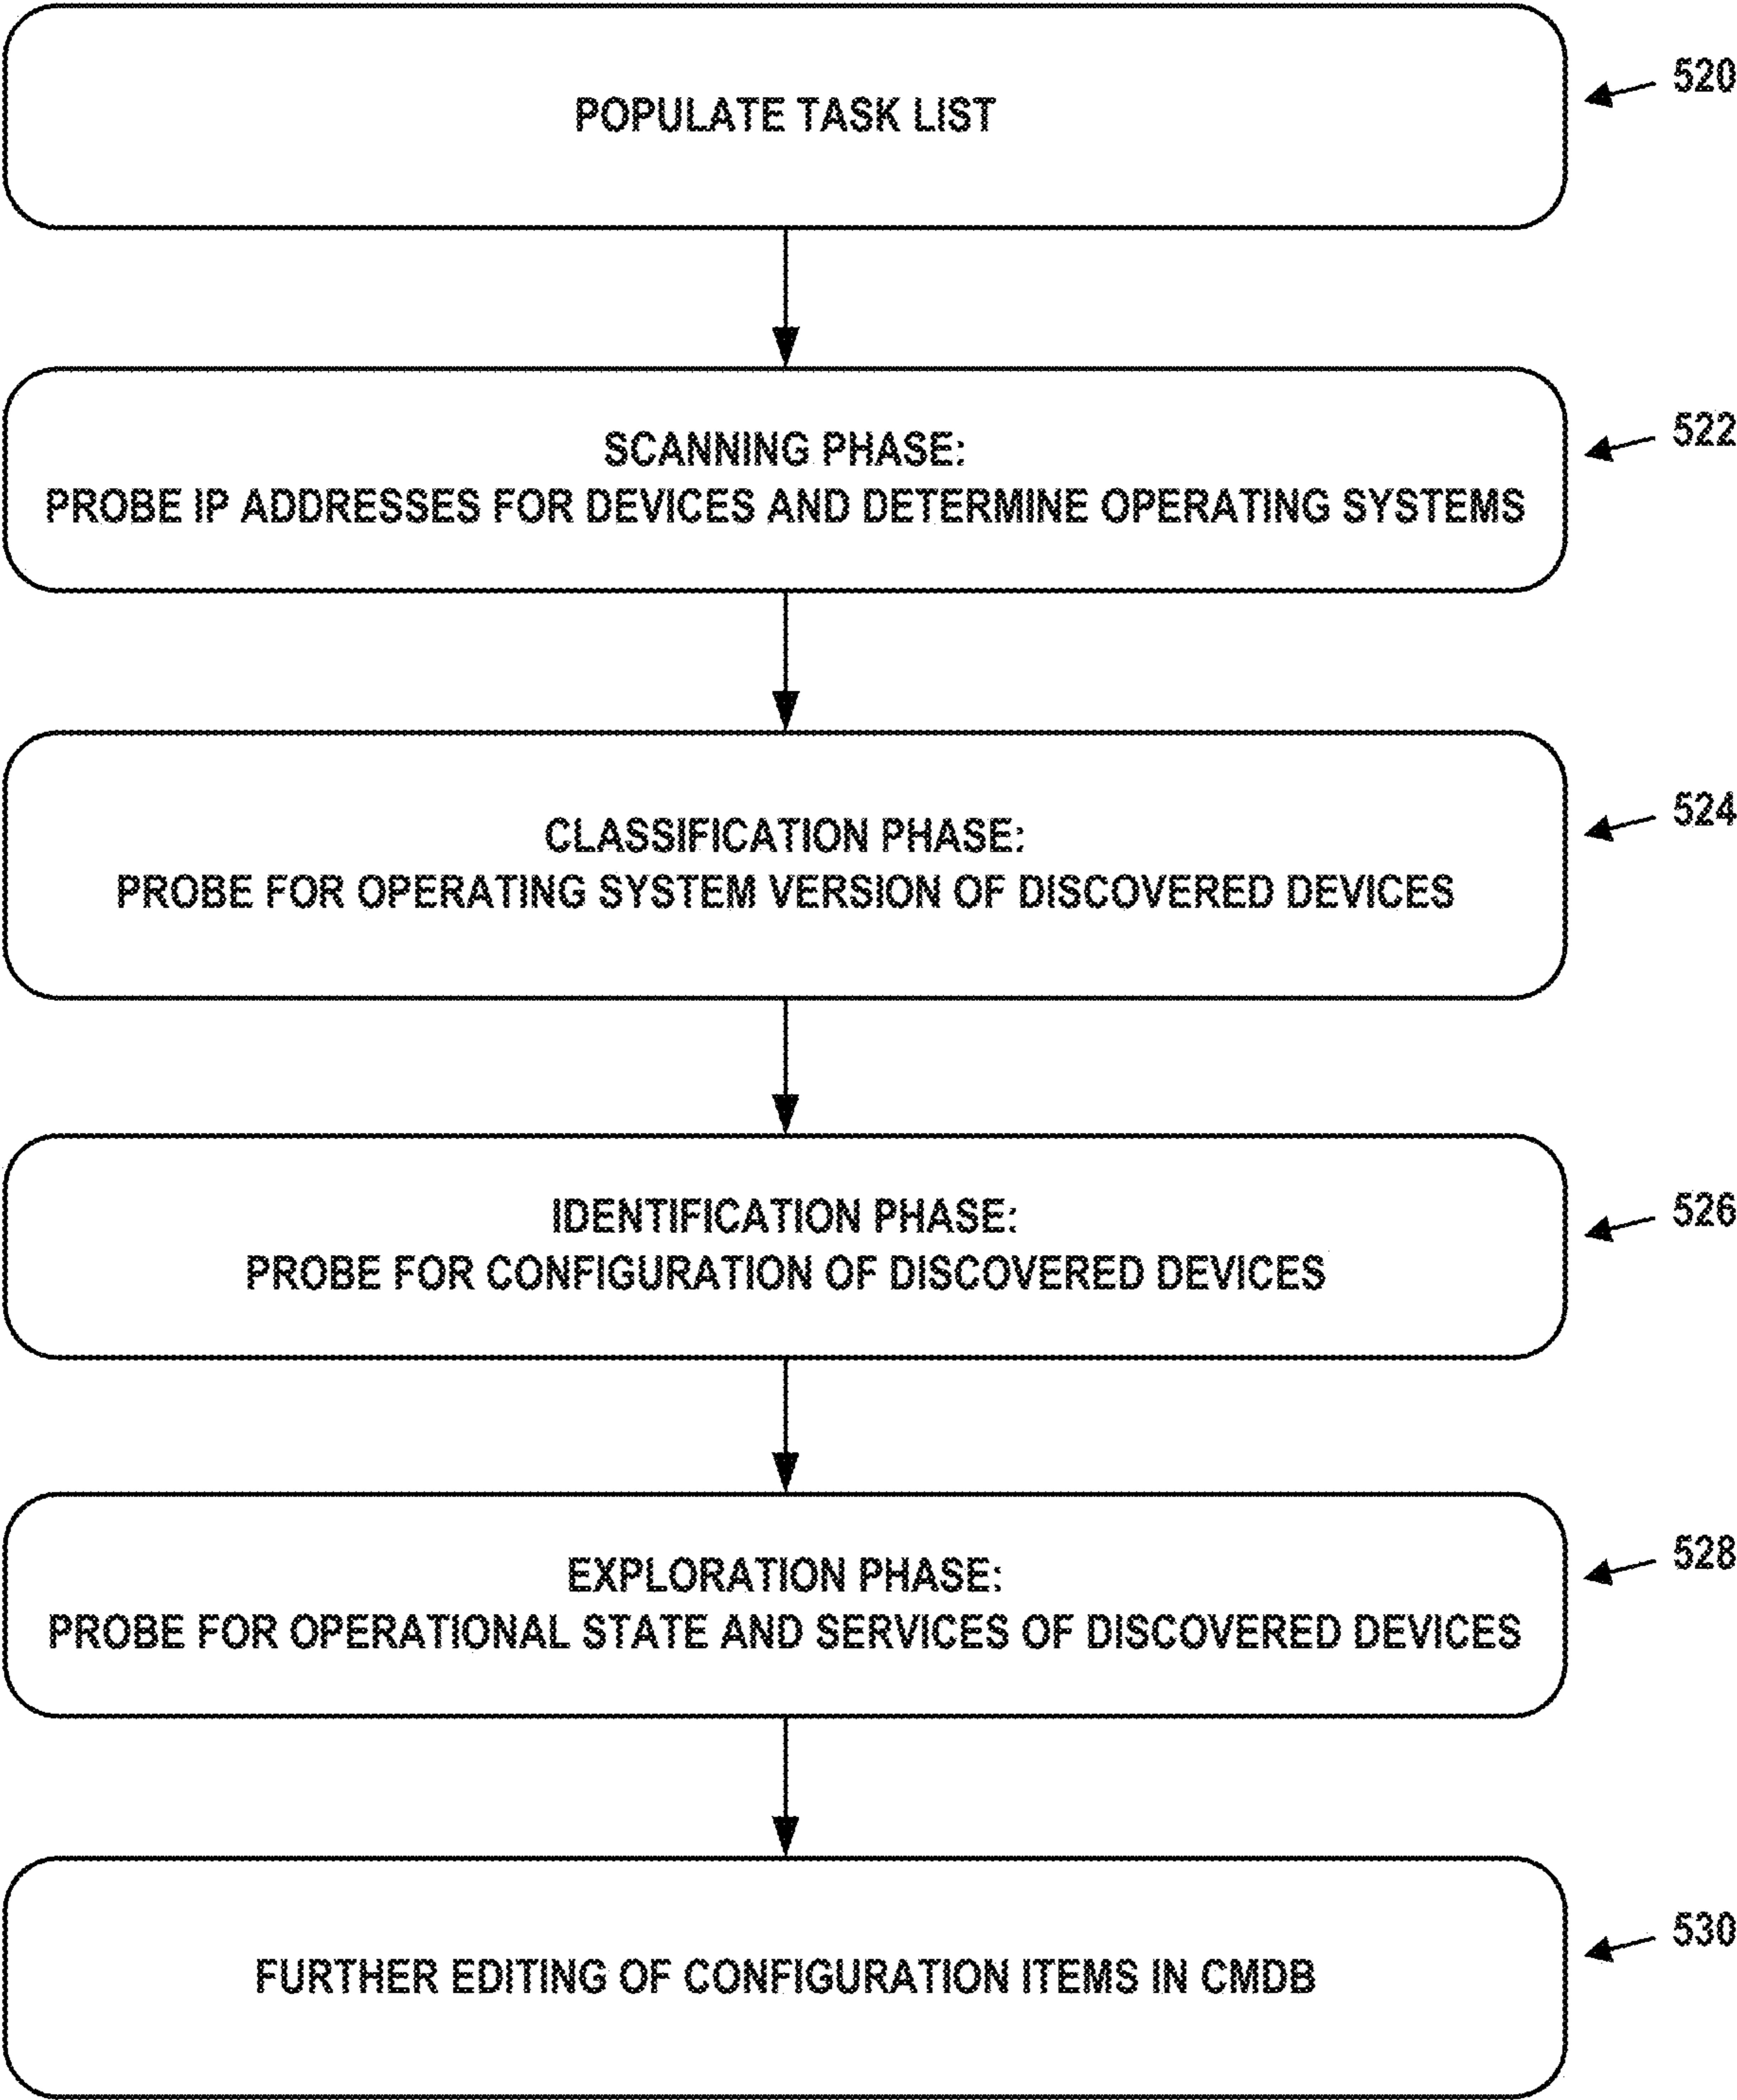 POPULATE TASK LIST
520
SCANNING PHASE:
PROBE IP ADDRESSES FOR DEVICES AND DETERMINE OPERATING SYSTEMS
522
CLASSIFICATION PHASE:
PROBE FOR OPERATING SYSTEM VERSION OF DISCOVERED DEVICES
524
IDENTIFICATION PHASE:
PROBE FOR CONFIGURATION OF DISCOVERED DEVICES
526
EXPLORATION PHASE:
PROBE FOR OPERATIONAL STATE AND SERVICES OF DISCOVERED DEVICES
528
FURTHER EDITING OF CONFIGURATION ITEMS IN CMDB
530